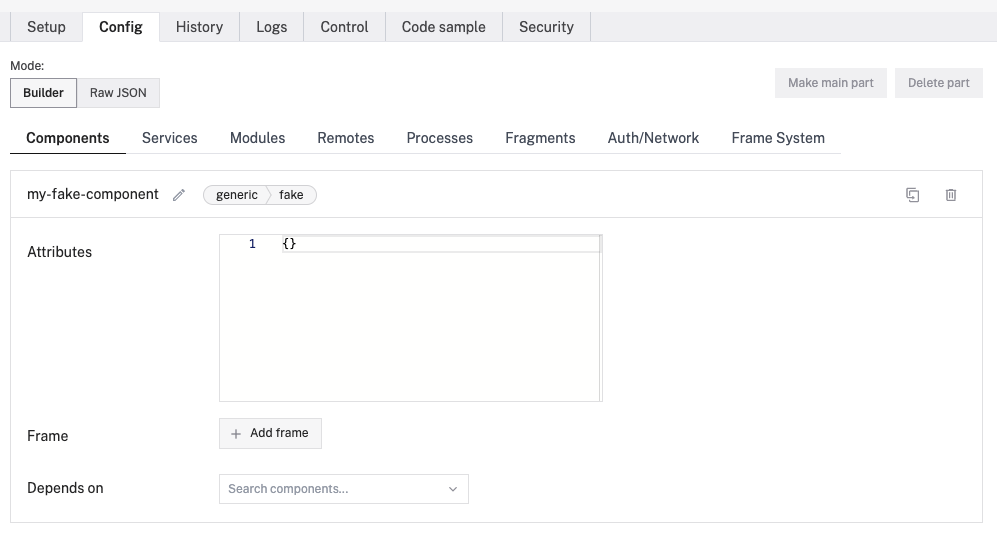 Setup Config History Logs Control Code sample Security
Mode:
Builder Raw JSON Make main part Delete part
Components Services Modules Remotes Processes Fragments Auth/Network Frame System
my-fake-component generic fake
Attributes 1 {}
Frame + Add frame
Depends on Search components...